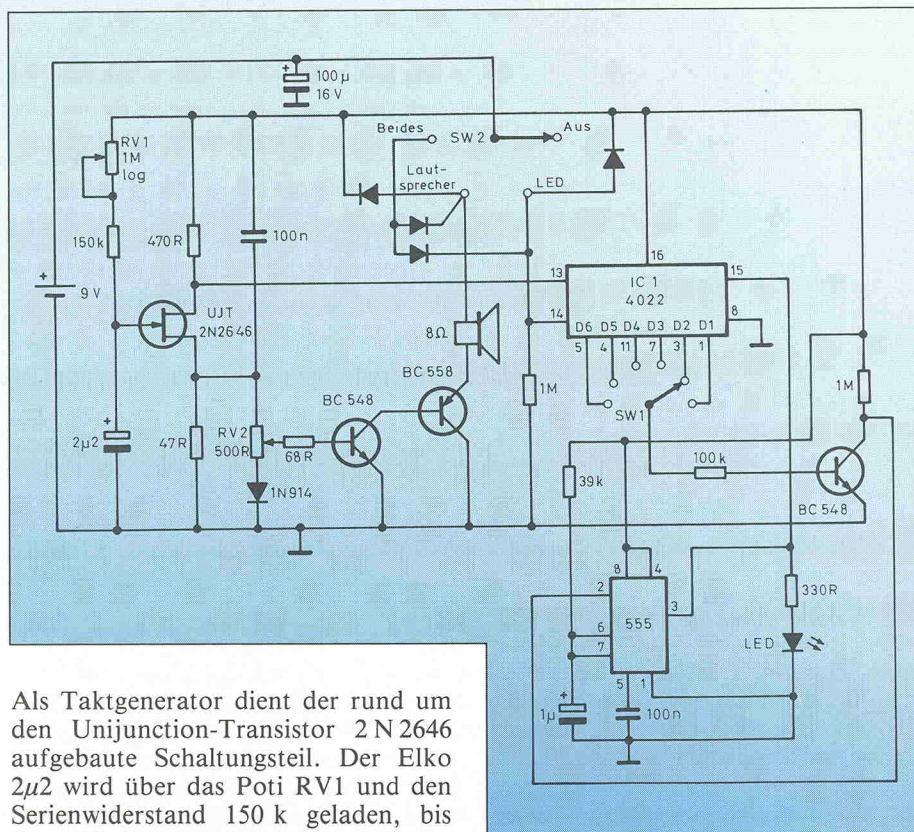 100µ
16 V
Beides
SW2
Aus
RV1
1M
log
Laut-
sprecher
LED
150k
470R
100n
16
13
IC 1
4022
15
8
14
D6 D5 D4 D3 D2 D1
5 4 11 7 3 1
SW1
9 V
UJT
2N2646
8Ω
BC 558
BC 548
1M
1M
2µ2
47R
RV2
500R
68R
1N914
39k
100k
BC 548
8 4
2
3
555
6
7
5 1
330R
LED
1µ
100n
Als Taktgenerator dient der rund um
den Unijunction-Transistor 2 N 2646
aufgebaute Schaltungsteil. Der Elko
2µ2 wird über das Poti RV1 und den
Serienwiderstand 150 k geladen, bis